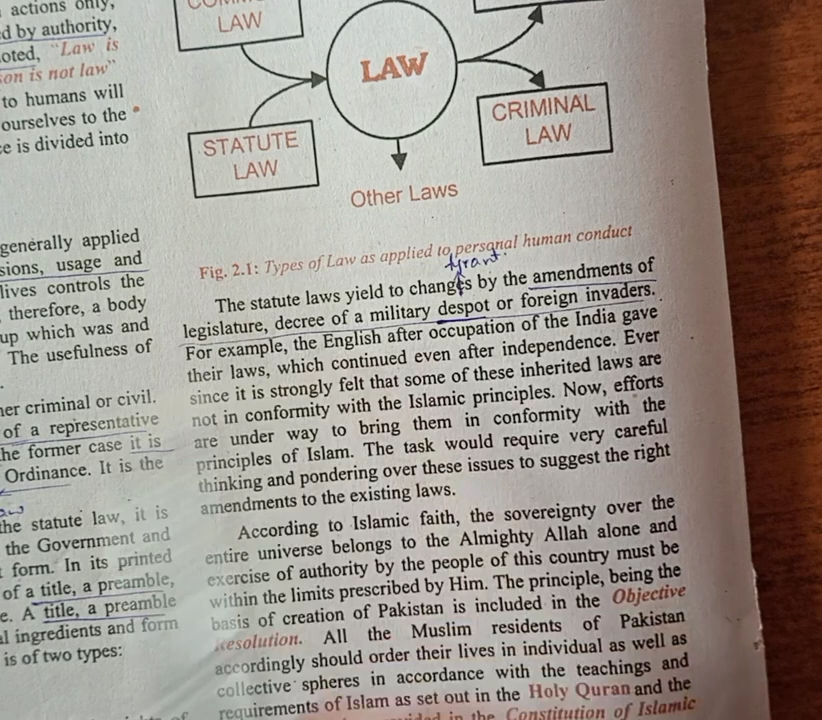 actions only,
d by authority,
oted, "Law is
on is not law"
to humans will
ourselves to the
e is divided into
generally applied
sions, usage and
lives controls the
therefore, a body
up which was and
The usefulness of
er criminal or civil.
of a representative
he former case it is
Ordinance. It is the
the statute law, it is
the Government and
form. In its printed
of a title, a preamble,
e. A title, a preamble
l ingredients and form
is of two types:
LAW
LAW
CRIMINAL
LAW
STATUTE
LAW
Other Laws
Fig. 2.1: Types of Law as applied to personal human conduct
tyrant.
The statute laws yield to changes by the amendments of
legislature, decree of a military despot or foreign invaders.
For example, the English after occupation of the India gave
their laws, which continued even after independence. Ever
since it is strongly felt that some of these inherited laws are
not in conformity with the Islamic principles. Now, efforts
are under way to bring them in conformity with the
principles of Islam. The task would require very careful
thinking and pondering over these issues to suggest the right
amendments to the existing laws.
According to Islamic faith, the sovereignty over the
entire universe belongs to the Almighty Allah alone and
exercise of authority by the people of this country must be
within the limits prescribed by Him. The principle, being the
basis of creation of Pakistan is included in the Objective
Resolution. All the Muslim residents of Pakistan
accordingly should order their lives in individual as well as
collective spheres in accordance with the teachings and
requirements of Islam as set out in the Holy Quran and the
in the Constitution of Islamic